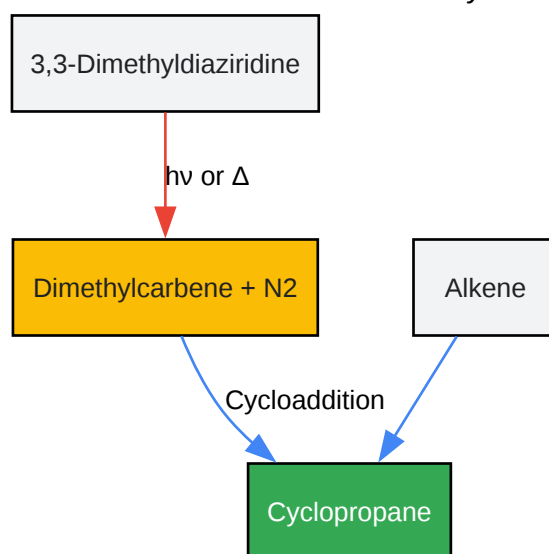 3,3-Dimethyldiaziridine
hν or Δ
Dimethylcarbene + N2
Alkene
Cycloaddition
Cyclopropane